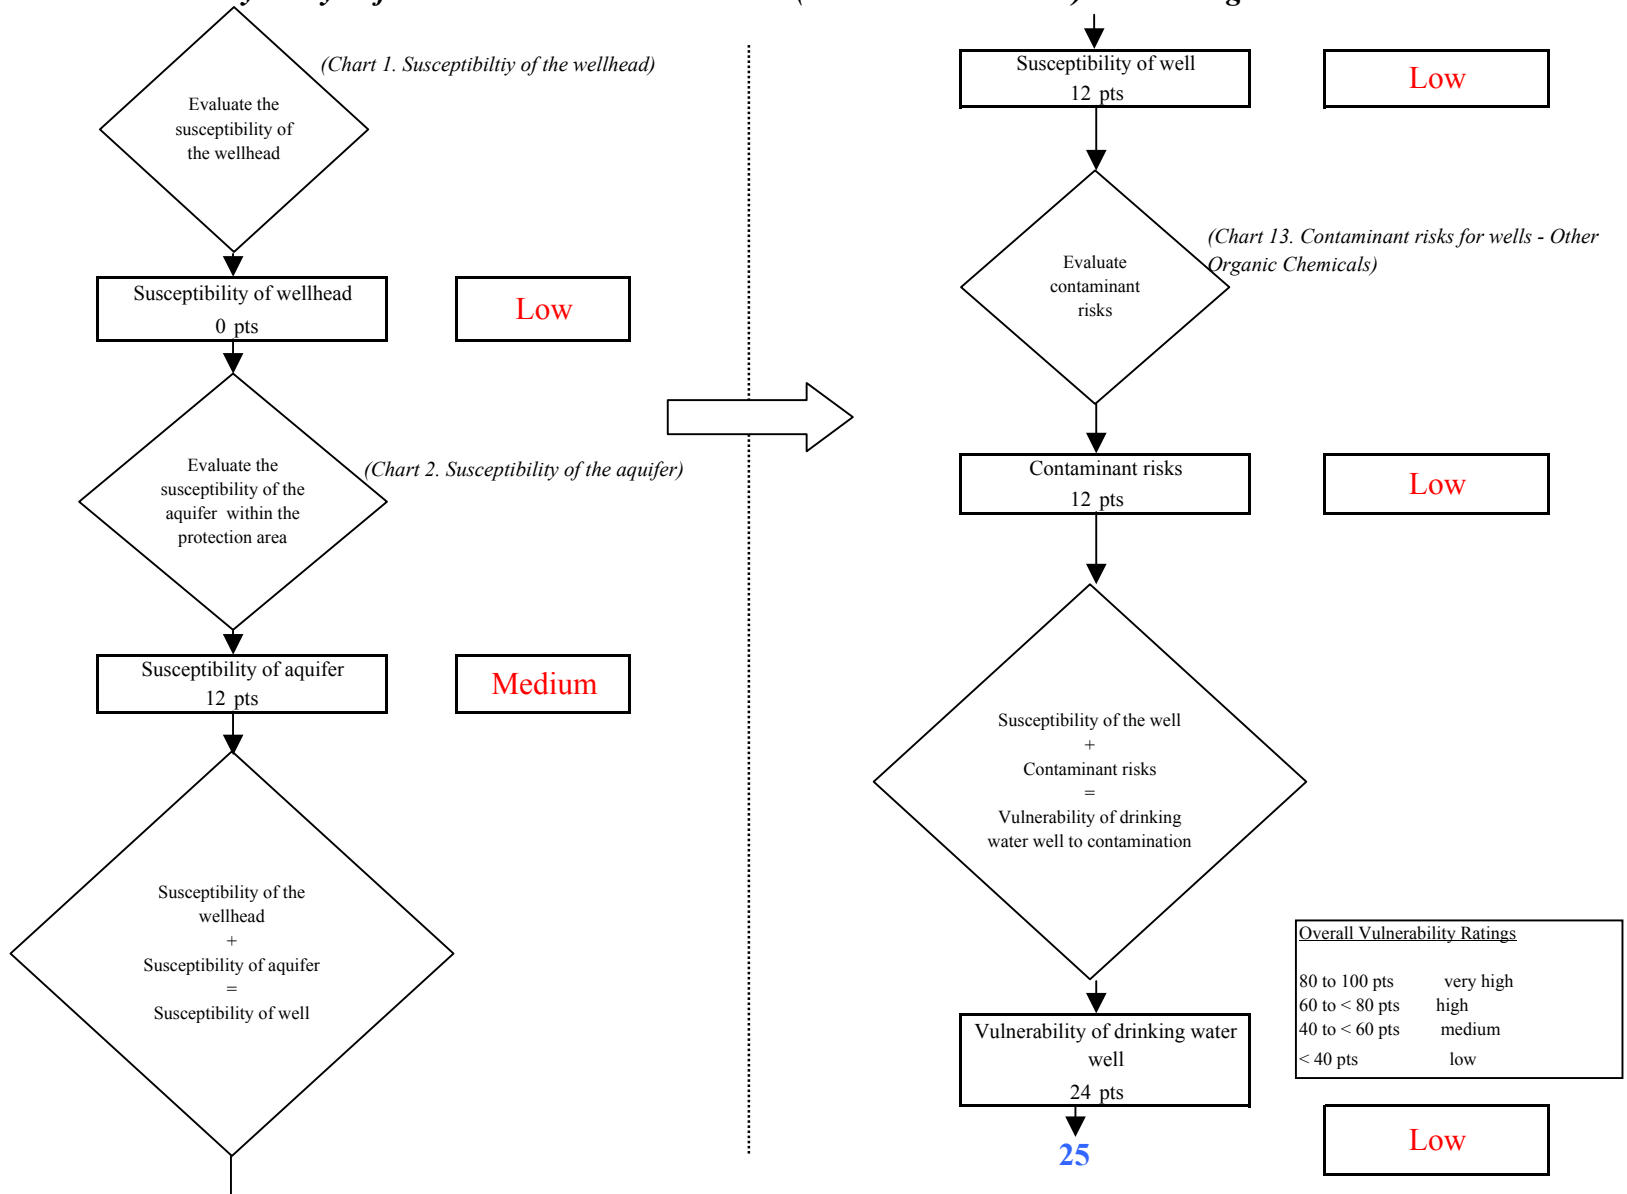 (Chart 1. Susceptibiltiy of the wellhead)
Evaluate the
susceptibility of
the wellhead
Susceptibility of wellhead
0 pts
Low
Evaluate the
susceptibility of the
aquifer within the
protection area
(Chart 2. Susceptibility of the aquifer)
Susceptibility of aquifer
12 pts
Medium
Susceptibility of the
wellhead
+
Susceptibility of aquifer
=
Susceptibility of well
Susceptibility of well
12 pts
Low
(Chart 13. Contaminant risks for wells - Other
Organic Chemicals)
Evaluate
contaminant
risks
Contaminant risks
12 pts
Low
Susceptibility of the well
+
Contaminant risks
=
Vulnerability of drinking
water well to contamination
Overall Vulnerability Ratings
80 to 100 pts very high
60 to < 80 pts high
40 to < 60 pts medium
< 40 pts low
Vulnerability of drinking water
well
24 pts
25
Low